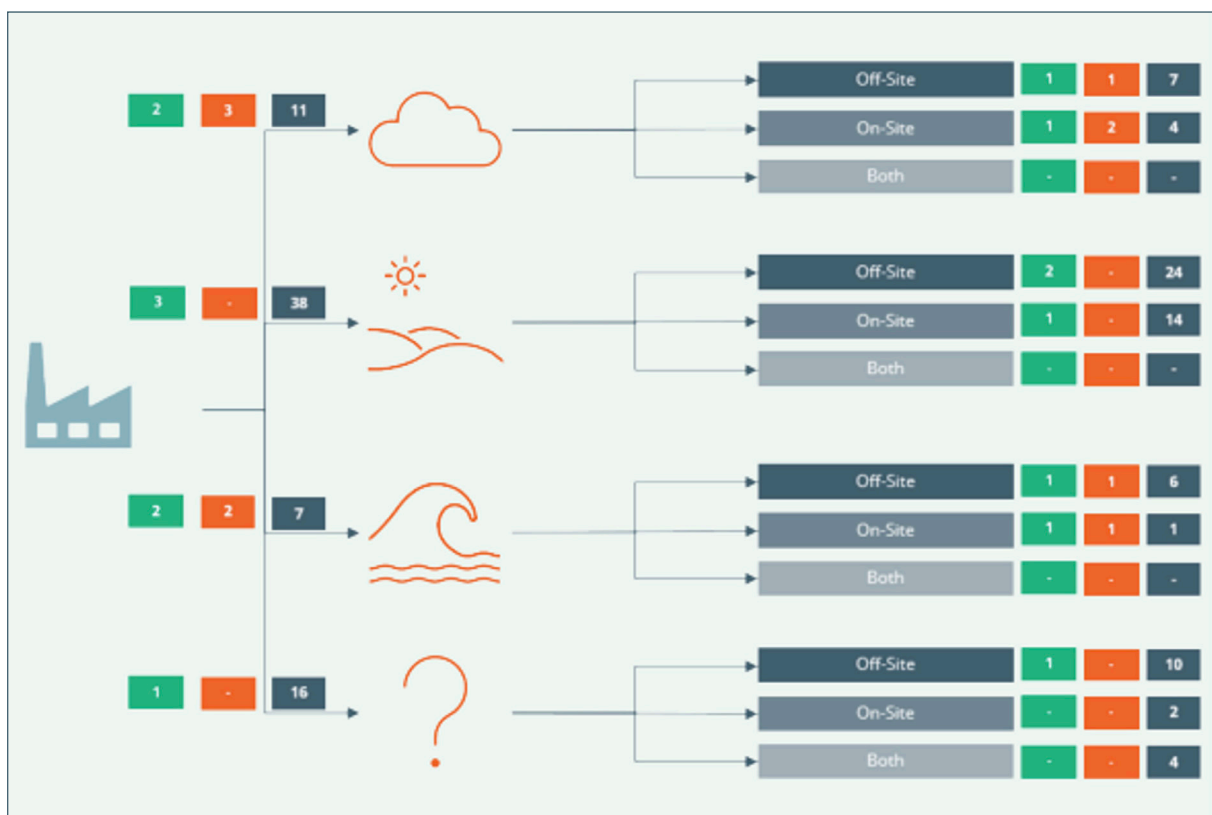 Off-Site 1 1 7
2 3 11
On-Site 1 2 4
Both - - -
Off-Site 2 - 24
3 - 38
On-Site 1 - 14
Both - - -
Off-Site 1 1 6
2 2 7
On-Site 1 1 1
Both - - -
Off-Site 1 - 10
1 - 16
On-Site - - 2
Both - - 4